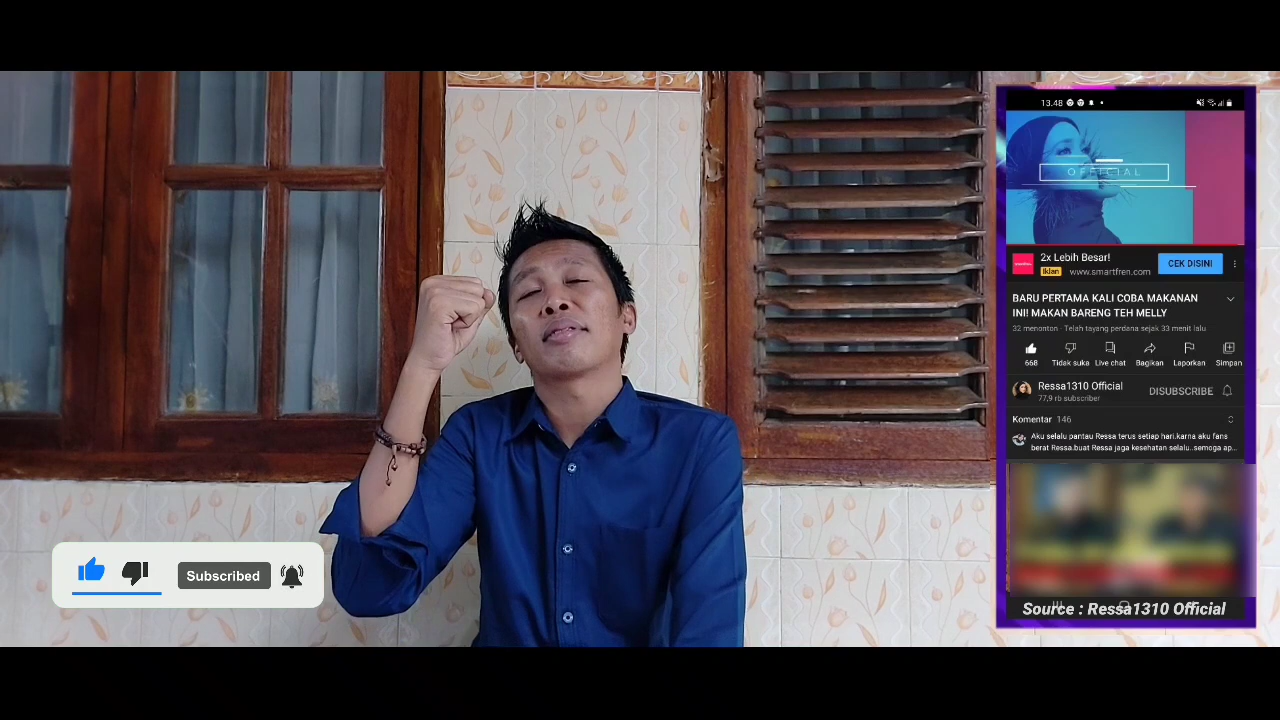 13.48
OFFICIAL
2x Lebih Besar!
Iklan www.smartfren.com
CEK DISINI
BARU PERTAMA KALI COBA MAKANAN
INI! MAKAN BARENG TEH MELLY
32 menonton · Telah tayang perdana sejak 33 menit lalu
668 Tidak suka Live chat Bagikan Laporkan Simpan
Ressa1310 Official
77,9 rb subscriber
DISUBSCRIBE
Komentar 146
Aku selalu pantau Ressa terus setiap hari.karna aku fans
berat Ressa.buat Ressa jaga kesehatan selalu..semoga ap...
Subscribed
Source : Ressa1310 Official